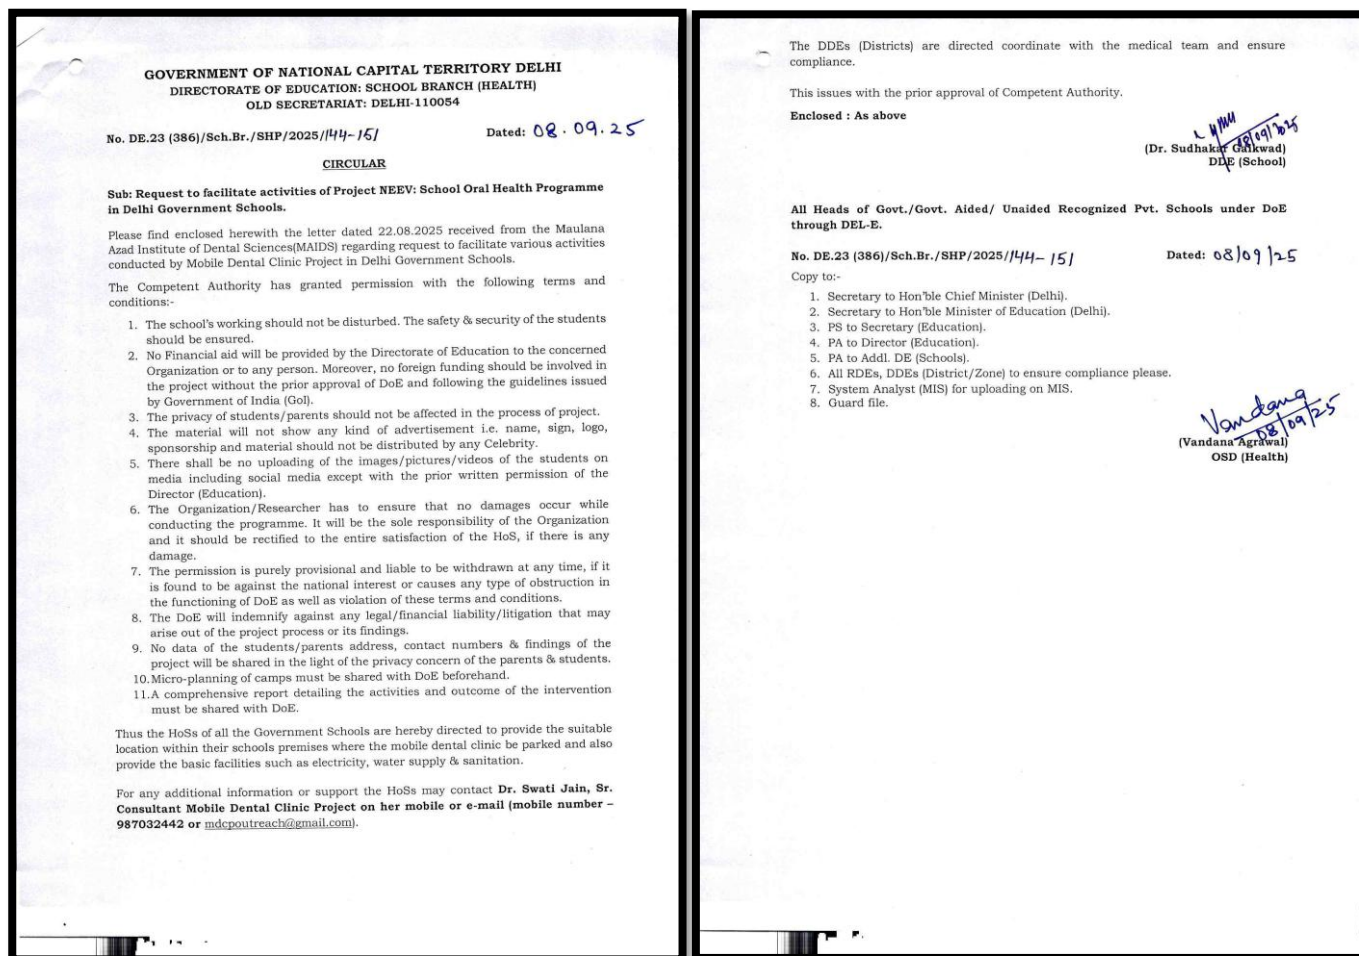 GOVERNMENT OF NATIONAL CAPITAL TERRITORY DELHI
DIRECTORATE OF EDUCATION: SCHOOL BRANCH (HEALTH)
OLD SECRETARIAT: DELHI-110054
No. DE.23 (386)/Sch.Br./SHP/2025/144-151 Dated: 08.09.25
CIRCULAR
Sub: Request to facilitate activities of Project NEEV: School Oral Health Programme
in Delhi Government Schools.
Please find enclosed herewith the letter dated 22.08.2025 received from the Maulana
Azad Institute of Dental Sciences(MAIDS) regarding request to facilitate various activities
conducted by Mobile Dental Clinic Project in Delhi Government Schools.
The Competent Authority has granted permission with the following terms and
conditions:-
1. The school's working should not be disturbed. The safety & security of the students
should be ensured.
2. No Financial aid will be provided by the Directorate of Education to the concerned
Organization or to any person. Moreover, no foreign funding should be involved in
the project without the prior approval of DoE and following the guidelines issued
by Government of India (GoI).
3. The privacy of students/parents should not be affected in the process of project.
4. The material will not show any kind of advertisement i.e. name, sign, logo,
sponsorship and material should not be distributed by any Celebrity.
5. There shall be no uploading of the images/pictures/videos of the students on
media including social media except with the prior written permission of the
Director (Education).
6. The Organization/Researcher has to ensure that no damages occur while
conducting the programme. It will be the sole responsibility of the Organization
and it should be rectified to the entire satisfaction of the HoS, if there is any
damage.
7. The permission is purely provisional and liable to be withdrawn at any time, if it
is found to be against the national interest or causes any type of obstruction in
the functioning of DoE as well as violation of these terms and conditions.
8. The DoE will indemnify against any legal/financial liability/litigation that may
arise out of the project process or its findings.
9. No data of the students/parents address, contact numbers & findings of the
project will be shared in the light of the privacy concern of the parents & students.
10.Micro-planning of camps must be shared with DoE beforehand.
11.A comprehensive report detailing the activities and outcome of the intervention
must be shared with DoE.
Thus the HoSs of all the Government Schools are hereby directed to provide the suitable
location within their schools premises where the mobile dental clinic be parked and also
provide the basic facilities such as electricity, water supply & sanitation.
For any additional information or support the HoSs may contact Dr. Swati Jain, Sr.
Consultant Mobile Dental Clinic Project on her mobile or e-mail (mobile number –
987032442 or mdcpoutreach@gmail.com).
The DDEs (Districts) are directed coordinate with the medical team and ensure
compliance.
This issues with the prior approval of Competent Authority.
Enclosed : As above
08/09/2025
(Dr. Sudhakar Gaikwad)
DDE (School)
All Heads of Govt./Govt. Aided/ Unaided Recognized Pvt. Schools under DoE
through DEL-E.
No. DE.23 (386)/Sch.Br./SHP/2025/144-151 Dated: 08/09/25
Copy to:-
1. Secretary to Hon'ble Chief Minister (Delhi).
2. Secretary to Hon'ble Minister of Education (Delhi).
3. PS to Secretary (Education).
4. PA to Director (Education).
5. PA to Addl. DE (Schools).
6. All RDEs, DDEs (District/Zone) to ensure compliance please.
7. System Analyst (MIS) for uploading on MIS.
8. Guard file.
Vandana
08/09/25
(Vandana Agrawal)
OSD (Health)